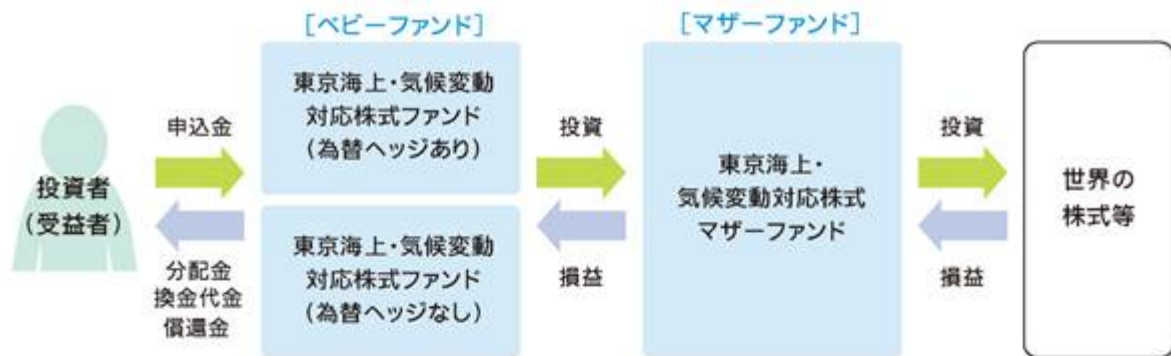 [ベビーファンド]
[マザーファンド]
投資者
(受益者)
申込金
分配金
換金代金
償還金
東京海上・気候変動
対応株式ファンド
(為替ヘッジあり)
東京海上・気候変動
対応株式ファンド
(為替ヘッジなし)
投資
損益
東京海上・
気候変動対応株式
マザーファンド
投資
損益
世界の
株式等